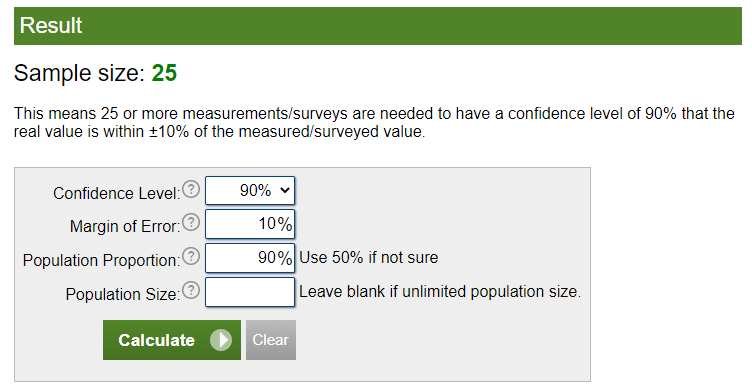 Result
Sample size: 25
This means 25 or more measurements/surveys are needed to have a confidence level of 90% that the
real value is within ±10% of the measured/surveyed value.
Confidence Level: ? 90%
Margin of Error: ? 10%
Population Proportion: ? 90% Use 50% if not sure
Population Size: ? Leave blank if unlimited population size.
Calculate Clear